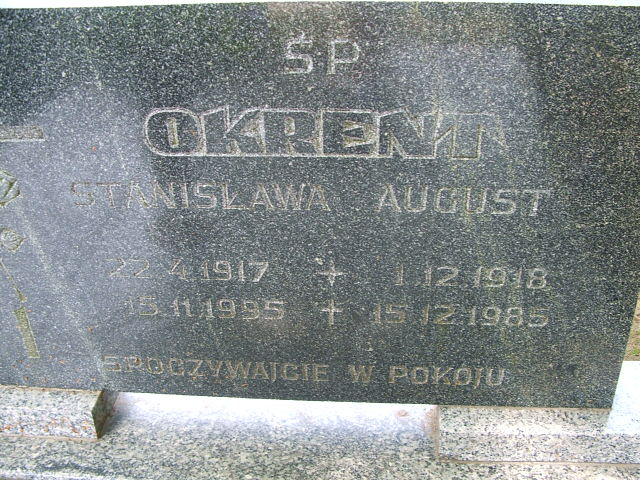 ŚP
OKRENT
STANISŁAWA AUGUST
22.4.1917 + 1.12.1918
15.11.1995 + 15.12.1985
SPOCZYWAJCIE W POKOJU